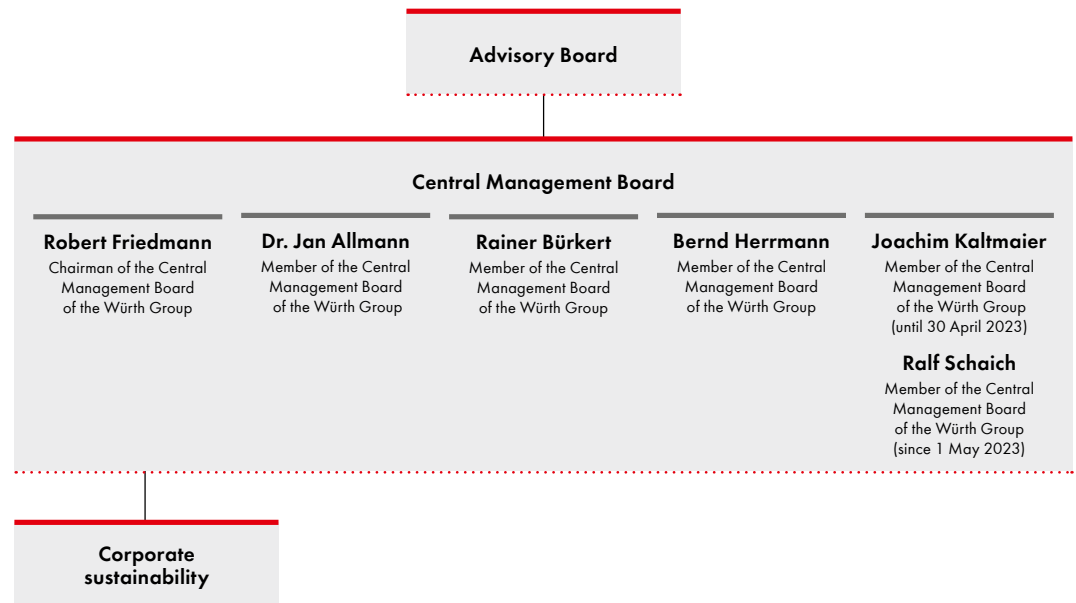 Advisory Board
Central Management Board
Robert Friedmann
Chairman of the Central
Management Board
of the Würth Group
Dr. Jan Allmann
Member of the Central
Management Board
of the Würth Group
Rainer Bürkert
Member of the Central
Management Board
of the Würth Group
Bernd Herrmann
Member of the Central
Management Board
of the Würth Group
Joachim Kaltmaier
Member of the Central
Management Board
of the Würth Group
(until 30 April 2023)
Ralf Schaich
Member of the Central
Management Board
of the Würth Group
(since 1 May 2023)
Corporate
sustainability